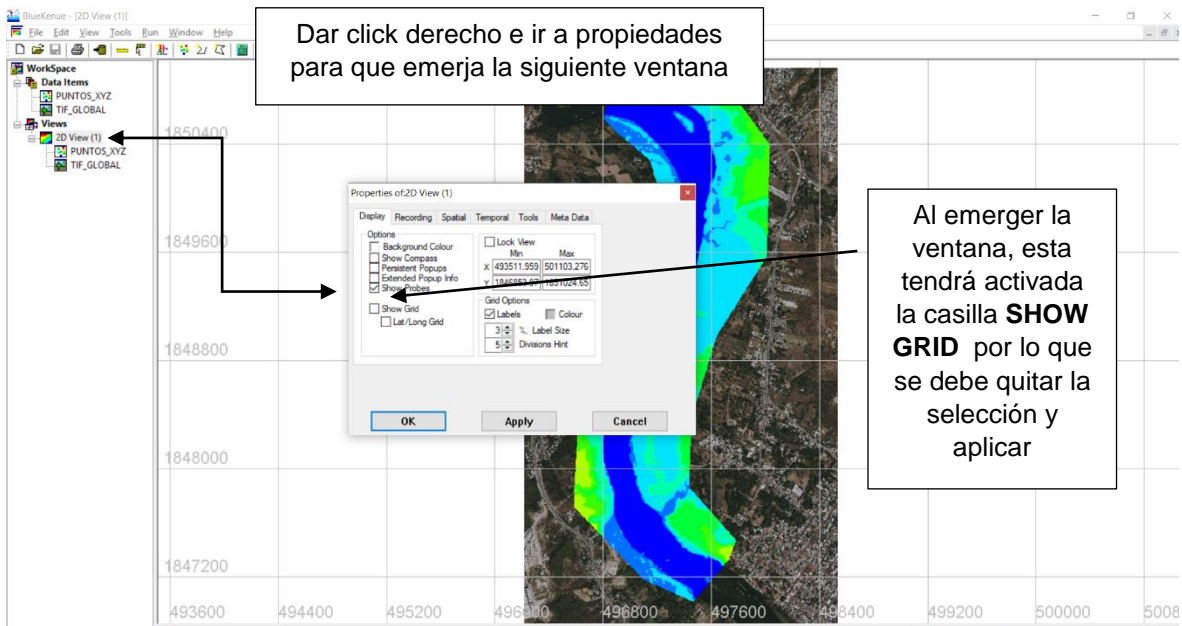 BlueKenue - [2D View (1)]
File Edit View Tools Run Window Help
Dar click derecho e ir a propiedades
para que emerja la siguiente ventana
WorkSpace
Data Items
PUNTOS_XYZ
TIF_GLOBAL
Views
2D View (1)
PUNTOS_XYZ
TIF_GLOBAL
1850400
1849600
1848800
1848000
1847200
493600 494400 495200 496000 496800 497600 498400 499200 500000 5008
Properties of:2D View (1)
Display Recording Spatial Temporal Tools Meta Data
Options
Background Colour
Show Compass
Persistent Popups
Extended Popup Info
Show Probes
Show Grid
Lat/Long Grid
Lock View
Min Max
X 493511.959 501103.276
Y
Grid Options
Labels Colour
3 %, Label Size
5 Divisions Hint
OK Apply Cancel
Al emerger la
ventana, esta
tendrá activada
la casilla SHOW
GRID por lo que
se debe quitar la
selección y
aplicar